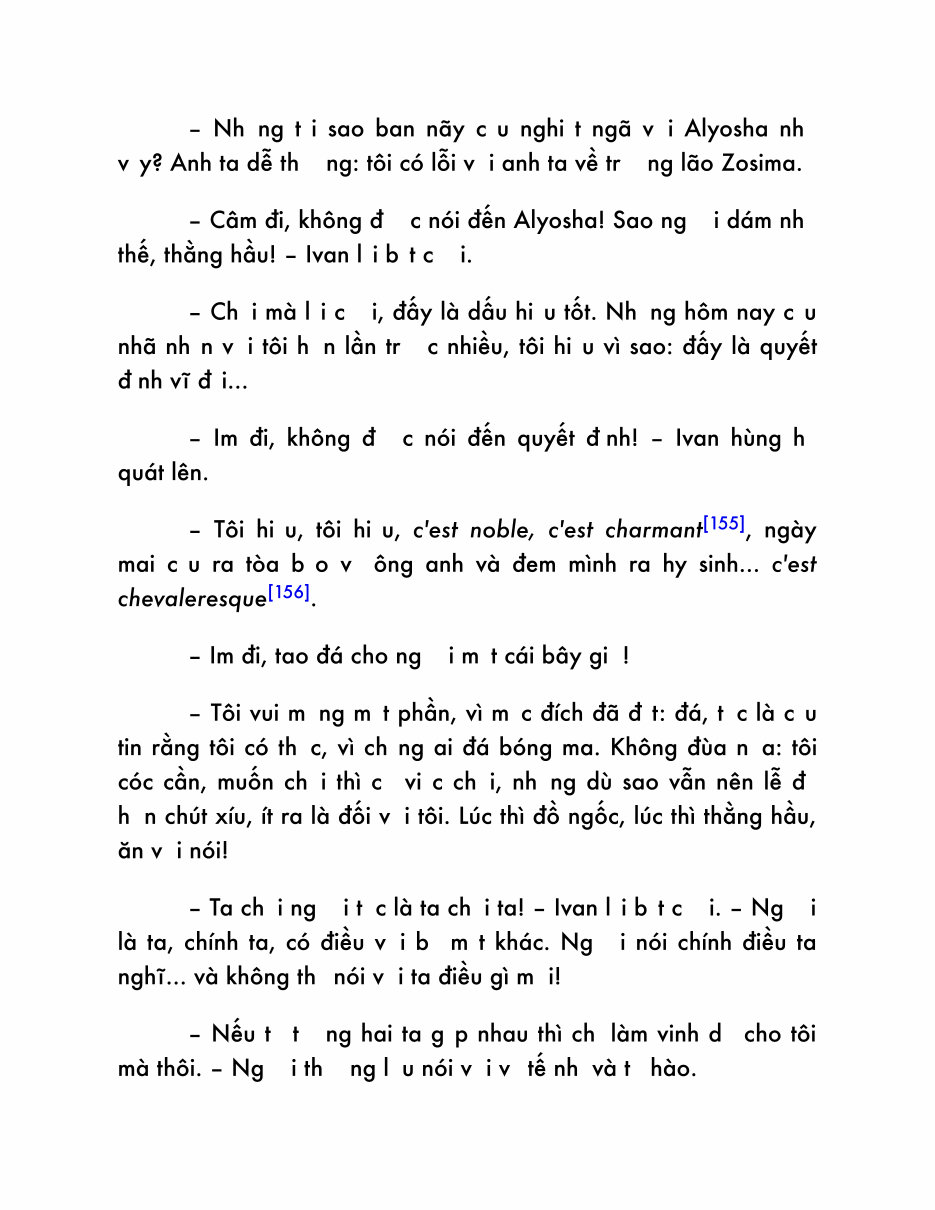 – Nh ng t i sao ban nãy c u nghi t ngã v i Alyosha nh
v y? Anh ta dễ th ng: tôi có lỗi v i anh ta về tr ng lão Zosima.
– Câm đi, không đ c nói đến Alyosha! Sao ng i dám nh
thế, thằng hầu! – Ivan l i b t c i.
– Ch i mà l i c i, đấy là dấu hi u tốt. Nh ng hôm nay c u
nhã nh n v i tôi h n lần tr c nhiều, tôi hi u vì sao: đấy là quyết
đ nh vĩ đ i...
– Im đi, không đ c nói đến quyết đ nh! – Ivan hùng h
quát lên.
– Tôi hi u, tôi hi u, c'est noble, c'est charmant[155], ngày
mai c u ra tòa b o v ông anh và đem mình ra hy sinh... c'est
chevaleresque[156].
– Im đi, tao đá cho ng i m t cái bây gi !
– Tôi vui m ng m t phần, vì m c đích đã đ t: đá, t c là c u
tin rằng tôi có th c, vì ch ng ai đá bóng ma. Không đùa n a: tôi
cóc cần, muốn ch i thì c vi c ch i, nh ng dù sao vẫn nên lễ đ
h n chút xíu, ít ra là đối v i tôi. Lúc thì đồ ngốc, lúc thì thằng hầu,
ăn v i nói!
– Ta ch i ng i t c là ta ch i ta! – Ivan l i b t c i. – Ng i
là ta, chính ta, có điều v i b m t khác. Ng i nói chính điều ta
nghĩ... và không th nói v i ta điều gì m i!
– Nếu t t ng hai ta g p nhau thì ch làm vinh d cho tôi
mà thôi. – Ng i th ng l u nói v i v tế nh và t hào.